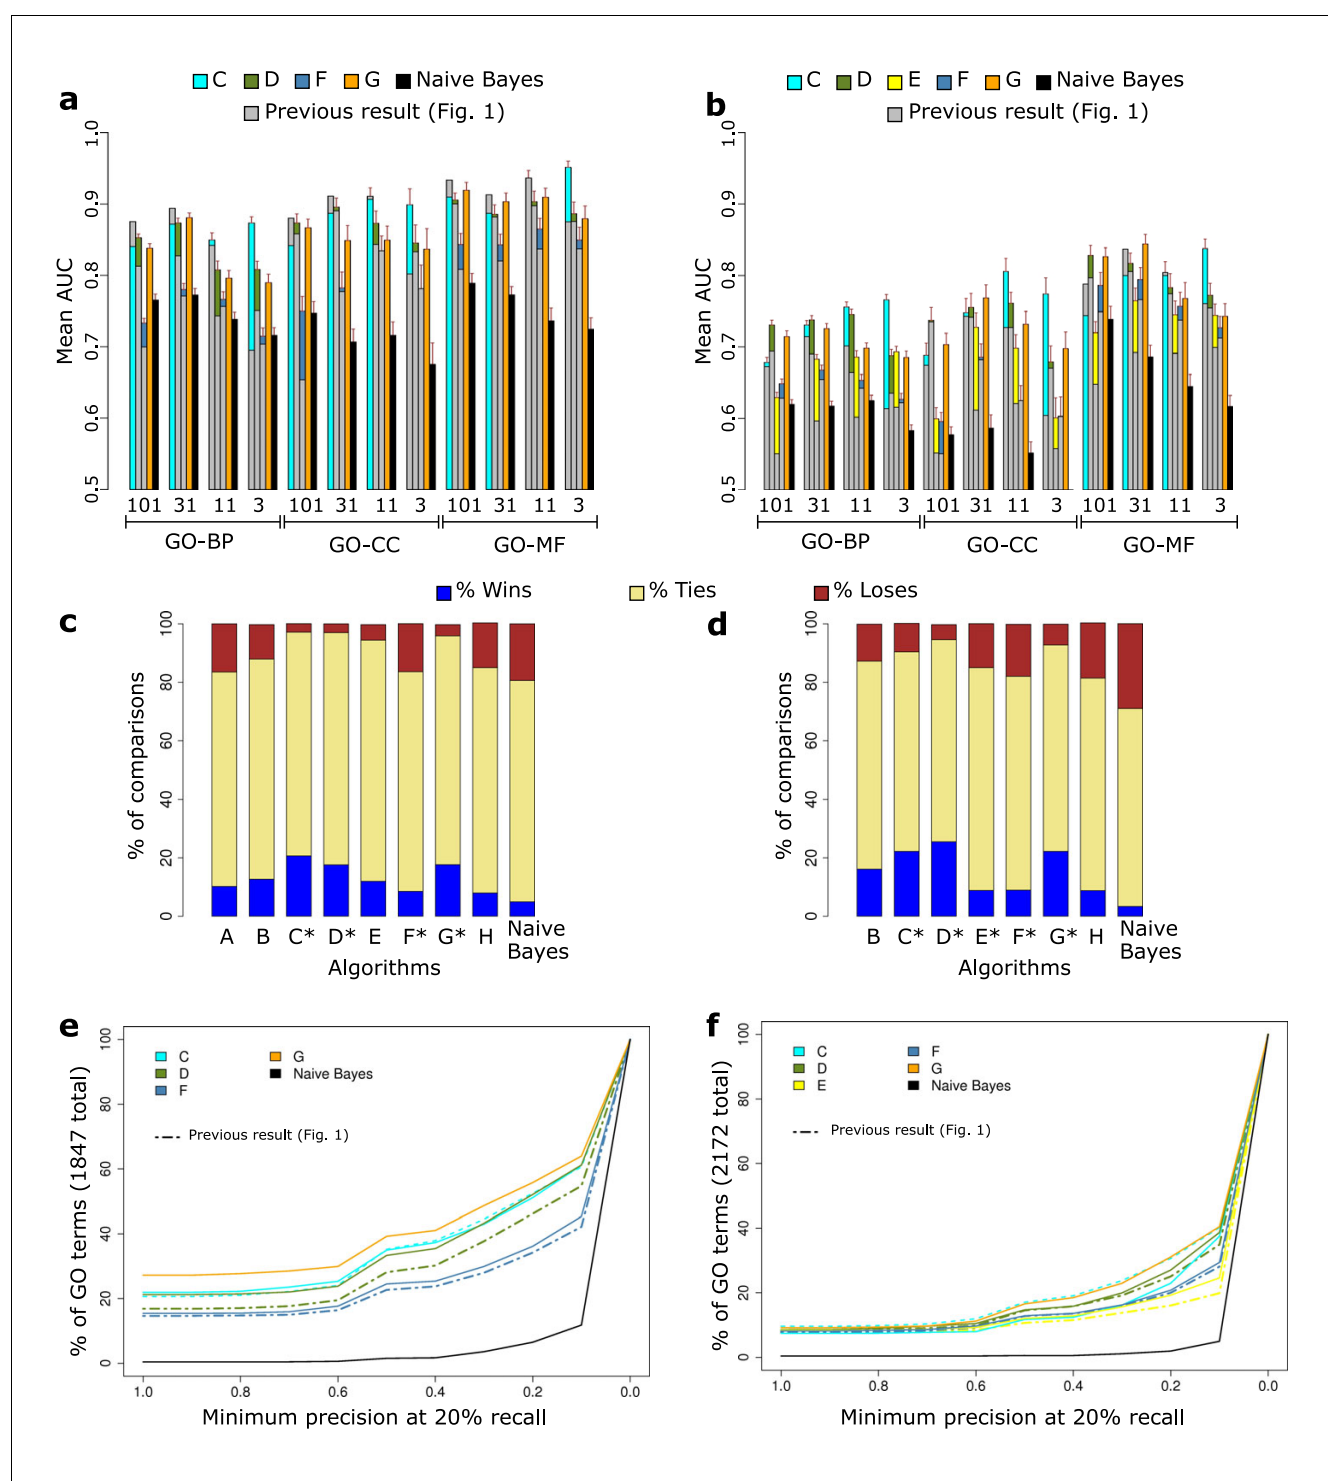 C D F G Naive Bayes
a
Previous result (Fig. 1)
Mean AUC
1.0
0.9
0.8
0.7
0.6
0.5
101 31 11 3 101 31 11 3 101 31 11 3
GO-BP GO-CC GO-MF
C D E F G Naive Bayes
b
Previous result (Fig. 1)
Mean AUC
1.0
0.9
0.8
0.7
0.6
0.5
101 31 11 3 101 31 11 3 101 31 11 3
GO-BP GO-CC GO-MF
% Wins % Ties % Loses
c
% of comparisons
100
80
60
40
20
0
A B C* D* E F* G* H Naive
Bayes
Algorithms
d
% of comparisons
100
80
60
40
20
0
B C* D* E* F* G* H Naive
Bayes
Algorithms
e
% of GO terms (1847 total)
100
80
60
40
20
0
C G
D Naive Bayes
F
Previous result (Fig. 1)
1.0 0.8 0.6 0.4 0.2 0.0
Minimum precision at 20% recall
f
% of GO terms (2172 total)
100
80
60
40
20
0
C F
D G
E Naive Bayes
Previous result (Fig. 1)
1.0 0.8 0.6 0.4 0.2 0.0
Minimum precision at 20% recall